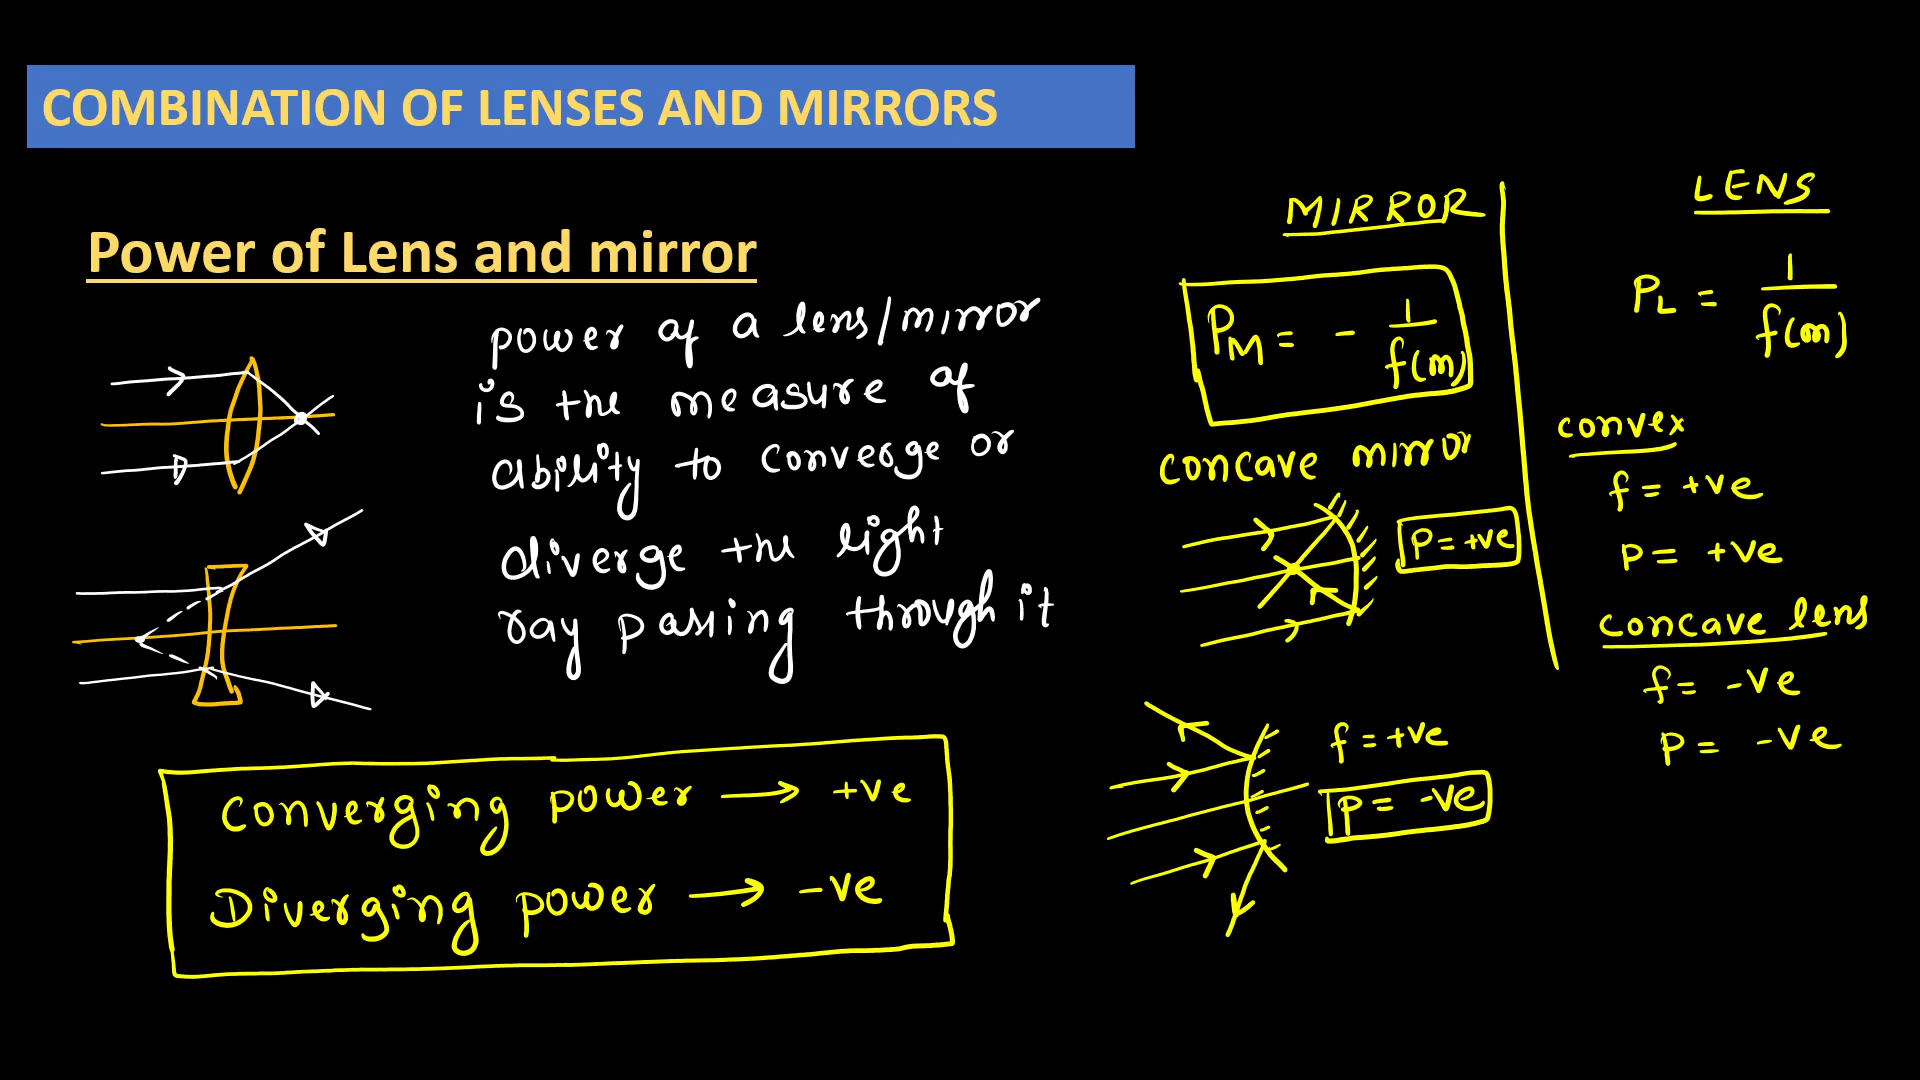 COMBINATION OF LENSES AND MIRRORS
Power of Lens and mirror
power of a lens/mirror
is the measure of
ability to converge or
diverge the light
ray passing through it
Converging power → +ve
Diverging power → -ve
MIRROR
P_M = - 1/f(m)
concave mirror
P = +ve
f = +ve
P = -ve
LENS
P_L = 1/f(m)
convex
f = +ve
P = +ve
concave lens
f = -ve
P = -ve